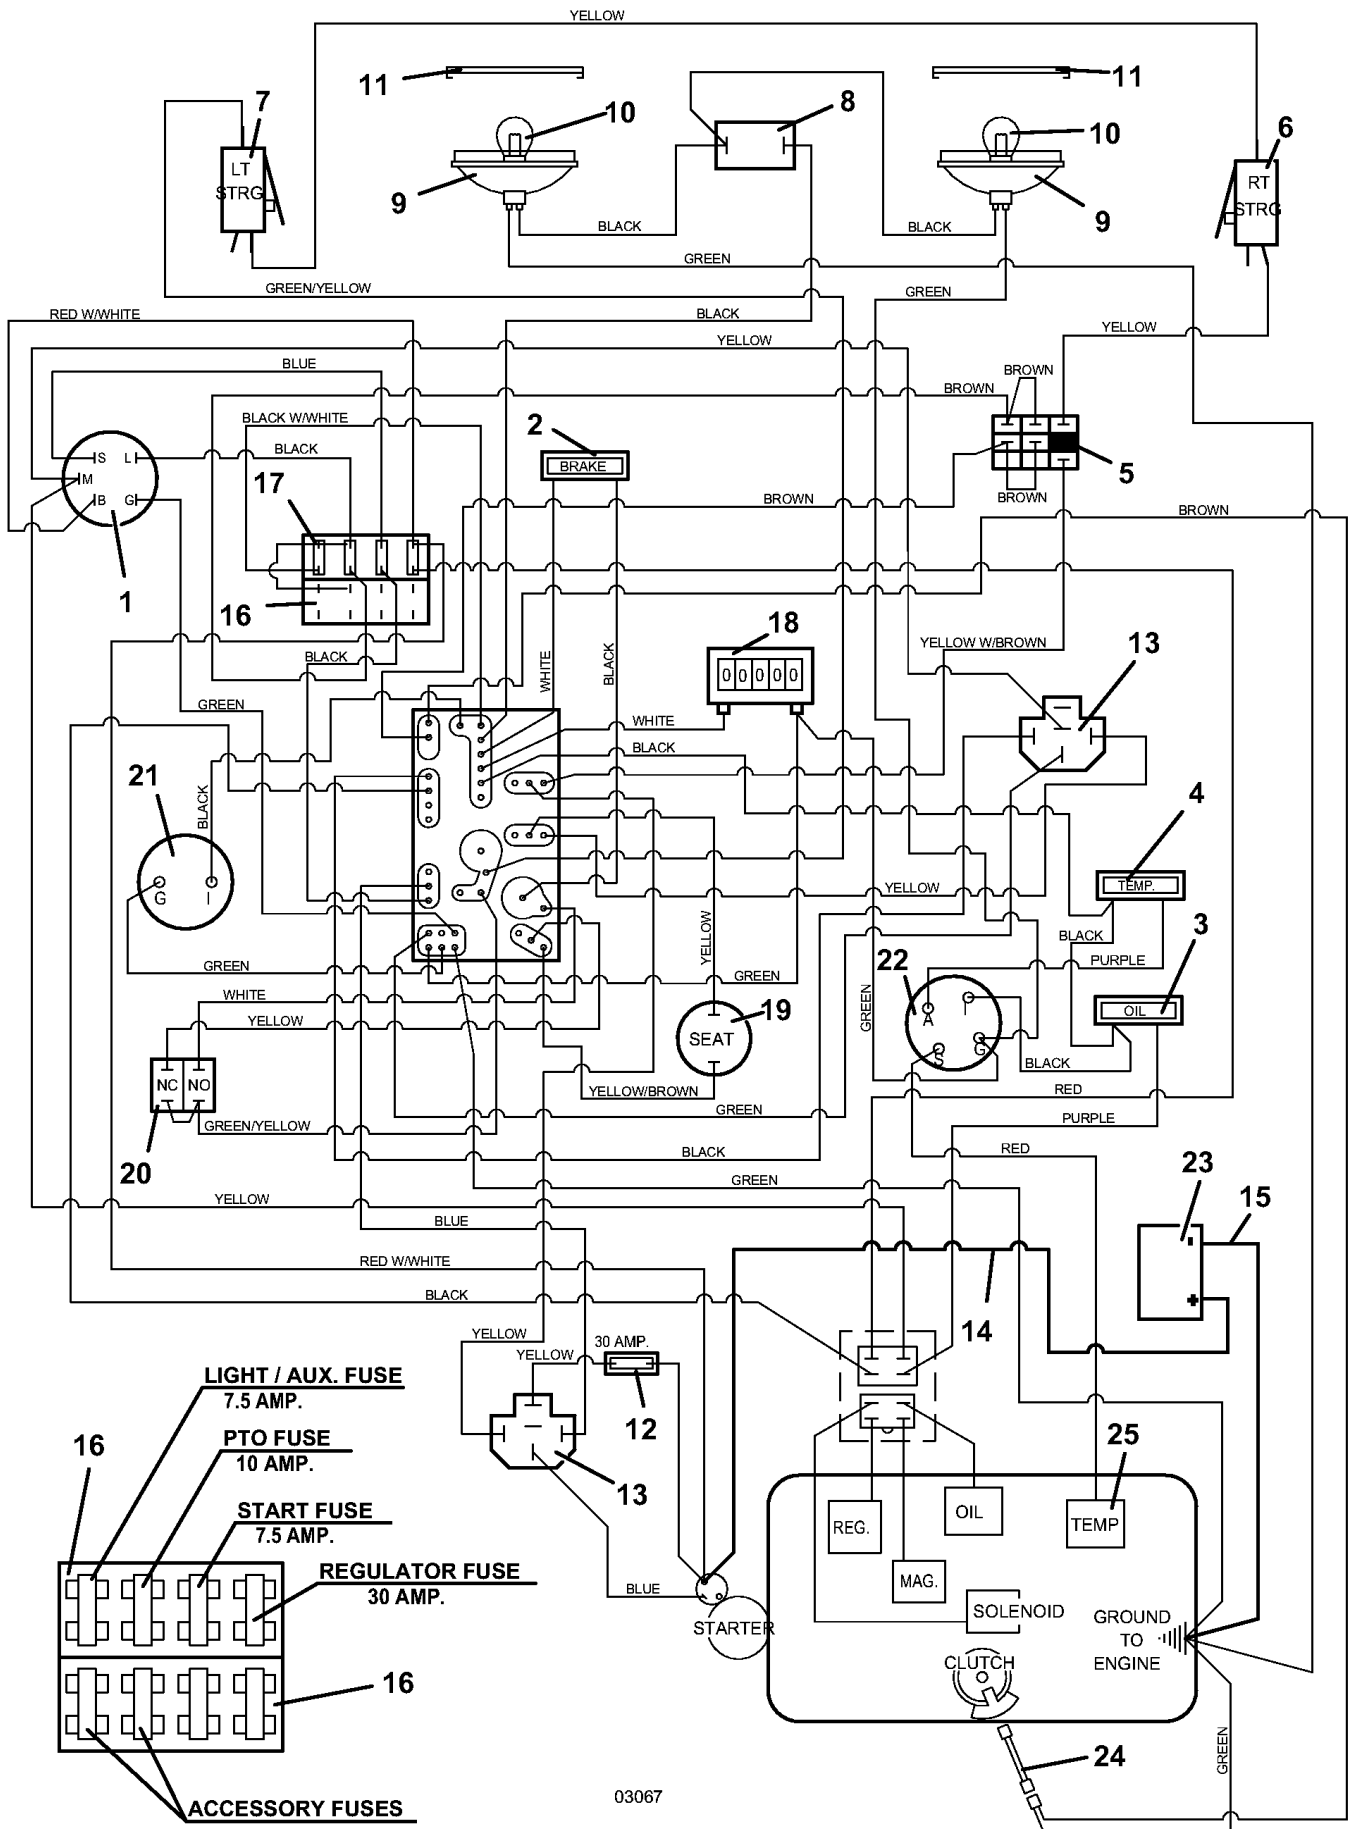 YELLOW
11
11
7
10
8
10
6
LT
STRG
RT
STRG
9
9
BLACK
BLACK
GREEN
GREEN/YELLOW
GREEN
RED W/WHITE
BLACK
YELLOW
YELLOW
BLUE
BROWN
BROWN
BLACK W/WHITE
2
S L
M
B G
BLACK
BRAKE
5
17
BROWN
BROWN
BROWN
1
16
18
0 0 0 0 0
YELLOW W/BROWN
13
BLACK
WHITE
BLACK
GREEN
WHITE
BLACK
21
BLACK
4
TEMP.
G I
YELLOW
YELLOW
3
BLACK
PURPLE
22
GREEN
GREEN
WHITE
19
GREEN
A I
OIL
YELLOW
SEAT
S G
BLACK
NC NO
YELLOW/BROWN
RED
GREEN
PURPLE
GREEN/YELLOW
20
BLACK
RED
23
GREEN
15
YELLOW
BLUE
-
RED W/WHITE
BLACK
+
14
YELLOW
30 AMP.
YELLOW
LIGHT / AUX. FUSE
7.5 AMP.
12
16
PTO FUSE
10 AMP.
25
13
START FUSE
7.5 AMP.
REG.
OIL
TEMP
REGULATOR FUSE
30 AMP.
BLUE
MAG.
STARTER
SOLENOID
GROUND
TO
ENGINE
CLUTCH
16
GREEN
24
03067
ACCESSORY FUSES